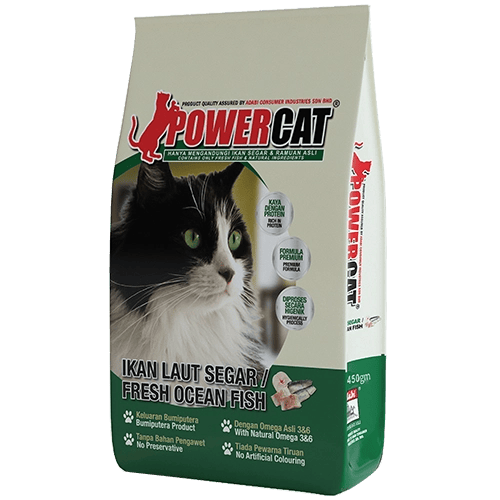 PRODUCT QUALITY ASSURED BY ADABI CONSUMER INDUSTRIES SDN BHD
POWERCAT®
HANYA MENGANDUNGI IKAN SEGAR & RAMUAN ASLI
CONTAINS ONLY FRESH FISH & NATURAL INGREDIENTS
KAYA
DENGAN
PROTEIN
RICH IN
PROTEIN
FORMULA
PREMIUM
PREMIUM
FORMULA
DIPROSES
SECARA
HIGENIK
HYGIENICALLY
PROCESS
IKAN LAUT SEGAR /
FRESH OCEAN FISH
Keluaran Bumiputera
Bumiputera Product
Dengan Omega Asli 3&6
With Natural Omega 3&6
Tanpa Bahan Pengawet
No Preservative
Tiada Pewarna Tiruan
No Artificial Colouring
POWERCAT®
SEGAR /
FISH
450gm